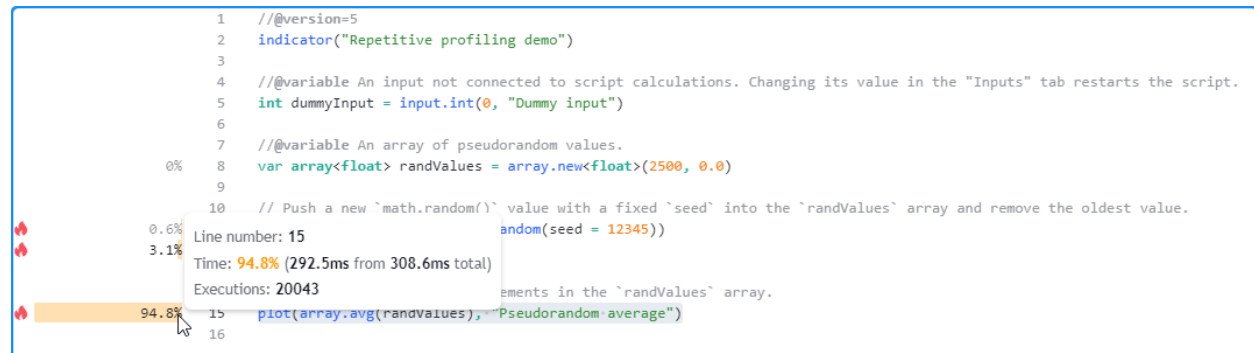 1 //@version=5
2 indicator("Repetitive profiling demo")
3
4 //@variable An input not connected to script calculations. Changing its value in the "Inputs" tab restarts the script.
5 int dummyInput = input.int(0, "Dummy input")
6
7 //@variable An array of pseudorandom values.
0% 8 var array<float> randValues = array.new<float>(2500, 0.0)
9
10 // Push a new `math.random()` value with a fixed `seed` into the `randValues` array and remove the oldest value.
0.6% andom(seed = 12345))
3.1%
Line number: 15
Time: 94.8% (292.5ms from 308.6ms total)
Executions: 20043
ements in the `randValues` array.
94.8% 15 plot(array.avg(randValues), "Pseudorandom average")
16